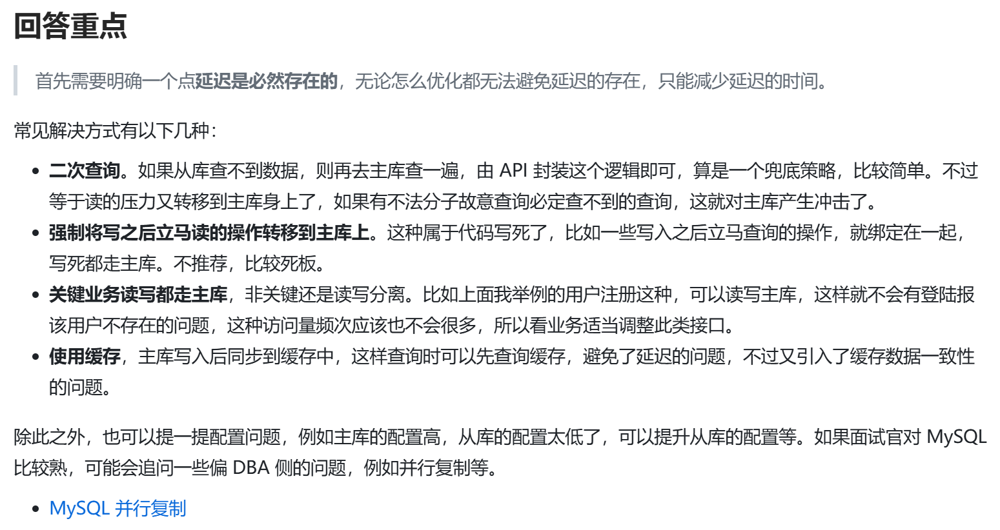 回答重点
首先需要明确一个点延迟是必然存在的，无论怎么优化都无法避免延迟的存在，只能减少延迟的时间。
常见解决方式有以下几种：
• 二次查询。如果从库查不到数据，则再去主库查一遍，由 API 封装这个逻辑即可，算是一个兜底策略，比较简单。不过
等于读的压力又转移到主库身上了，如果有不法分子故意查询必定查不到的查询，这就对主库产生冲击了。
• 强制将写之后立马读的操作转移到主库上。这种属于代码写死了，比如一些写入之后立马查询的操作，就绑定在一起，
写死都走主库。不推荐，比较死板。
• 关键业务读写都走主库，非关键还是读写分离。比如上面我举例的用户注册这种，可以读写主库，这样就不会有登陆报
该用户不存在的问题，这种访问量频次应该也不会很多，所以看业务适当调整此类接口。
• 使用缓存，主库写入后同步到缓存中，这样查询时可以先查询缓存，避免了延迟的问题，不过又引入了缓存数据一致性
的问题。
除此之外，也可以提一提配置问题，例如主库的配置高，从库的配置太低了，可以提升从库的配置等。如果面试官对 MySQL
比较熟，可能会追问一些偏 DBA 侧的问题，例如并行复制等。
• MySQL 并行复制